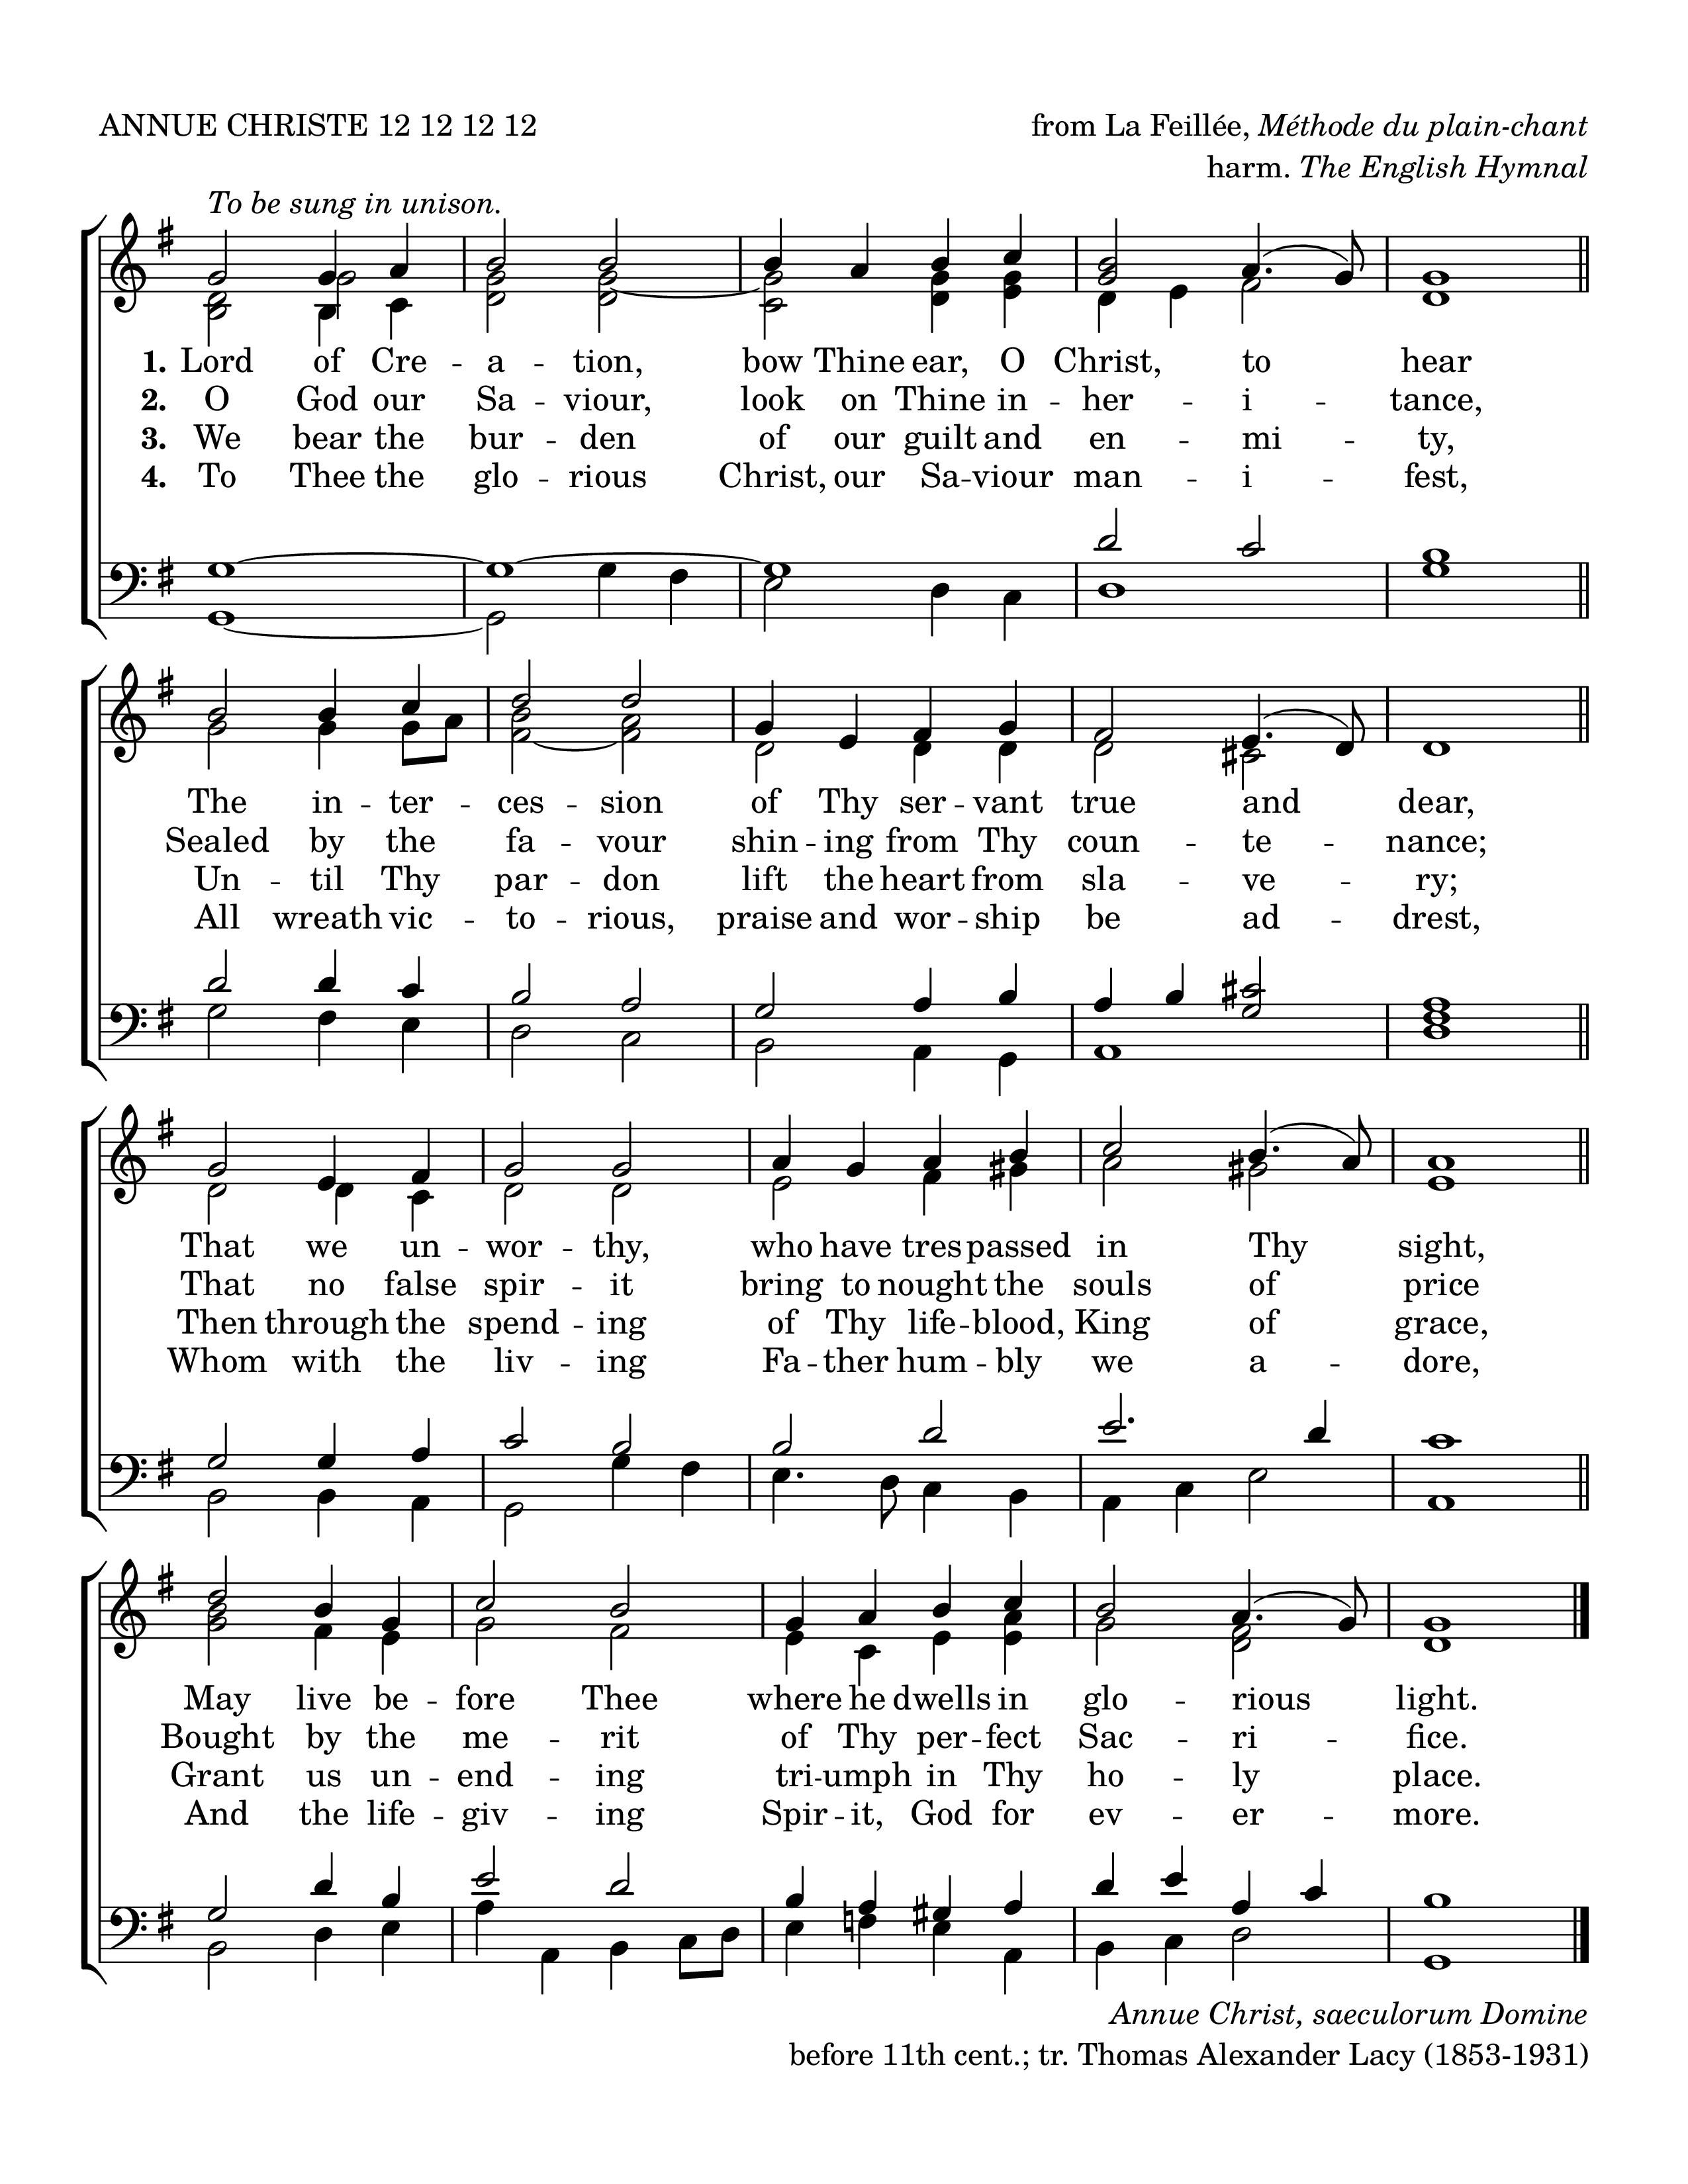 ANNUE CHRISTE 12 12 12 12
from La Feillée, Méthode du plain-chant
harm. The English Hymnal
To be sung in unison.
1. Lord of Cre - a - tion, bow Thine ear, O Christ, to hear
2. O God our Sa - viour, look on Thine in - her - i - tance,
3. We bear the bur - den of our guilt and en - mi - ty,
4. To Thee the glo - rious Christ, our Sa - viour man - i - fest,
The in - ter - ces - sion of Thy ser - vant true and dear,
Sealed by the fa - vour shin - ing from Thy coun - te - nance;
Un - til Thy par - don lift the heart from sla - ve - ry;
All wreath vic - to - rious, praise and wor - ship be ad - drest,
That we un - wor - thy, who have tres - passed in Thy sight,
That no false spir - it bring to nought the souls of price
Then through the spend - ing of Thy life - blood, King of grace,
Whom with the liv - ing Fa - ther hum - bly we a - dore,
May live be - fore Thee where he dwells in glo - rious light.
Bought by the me - rit of Thy per - fect Sac - ri - fice.
Grant us un - end - ing tri - umph in Thy ho - ly place.
And the life - giv - ing Spir - it, God for ev - er - more.
Annue Christ, saeculorum Domine
before 11th cent.; tr. Thomas Alexander Lacy (1853-1931)